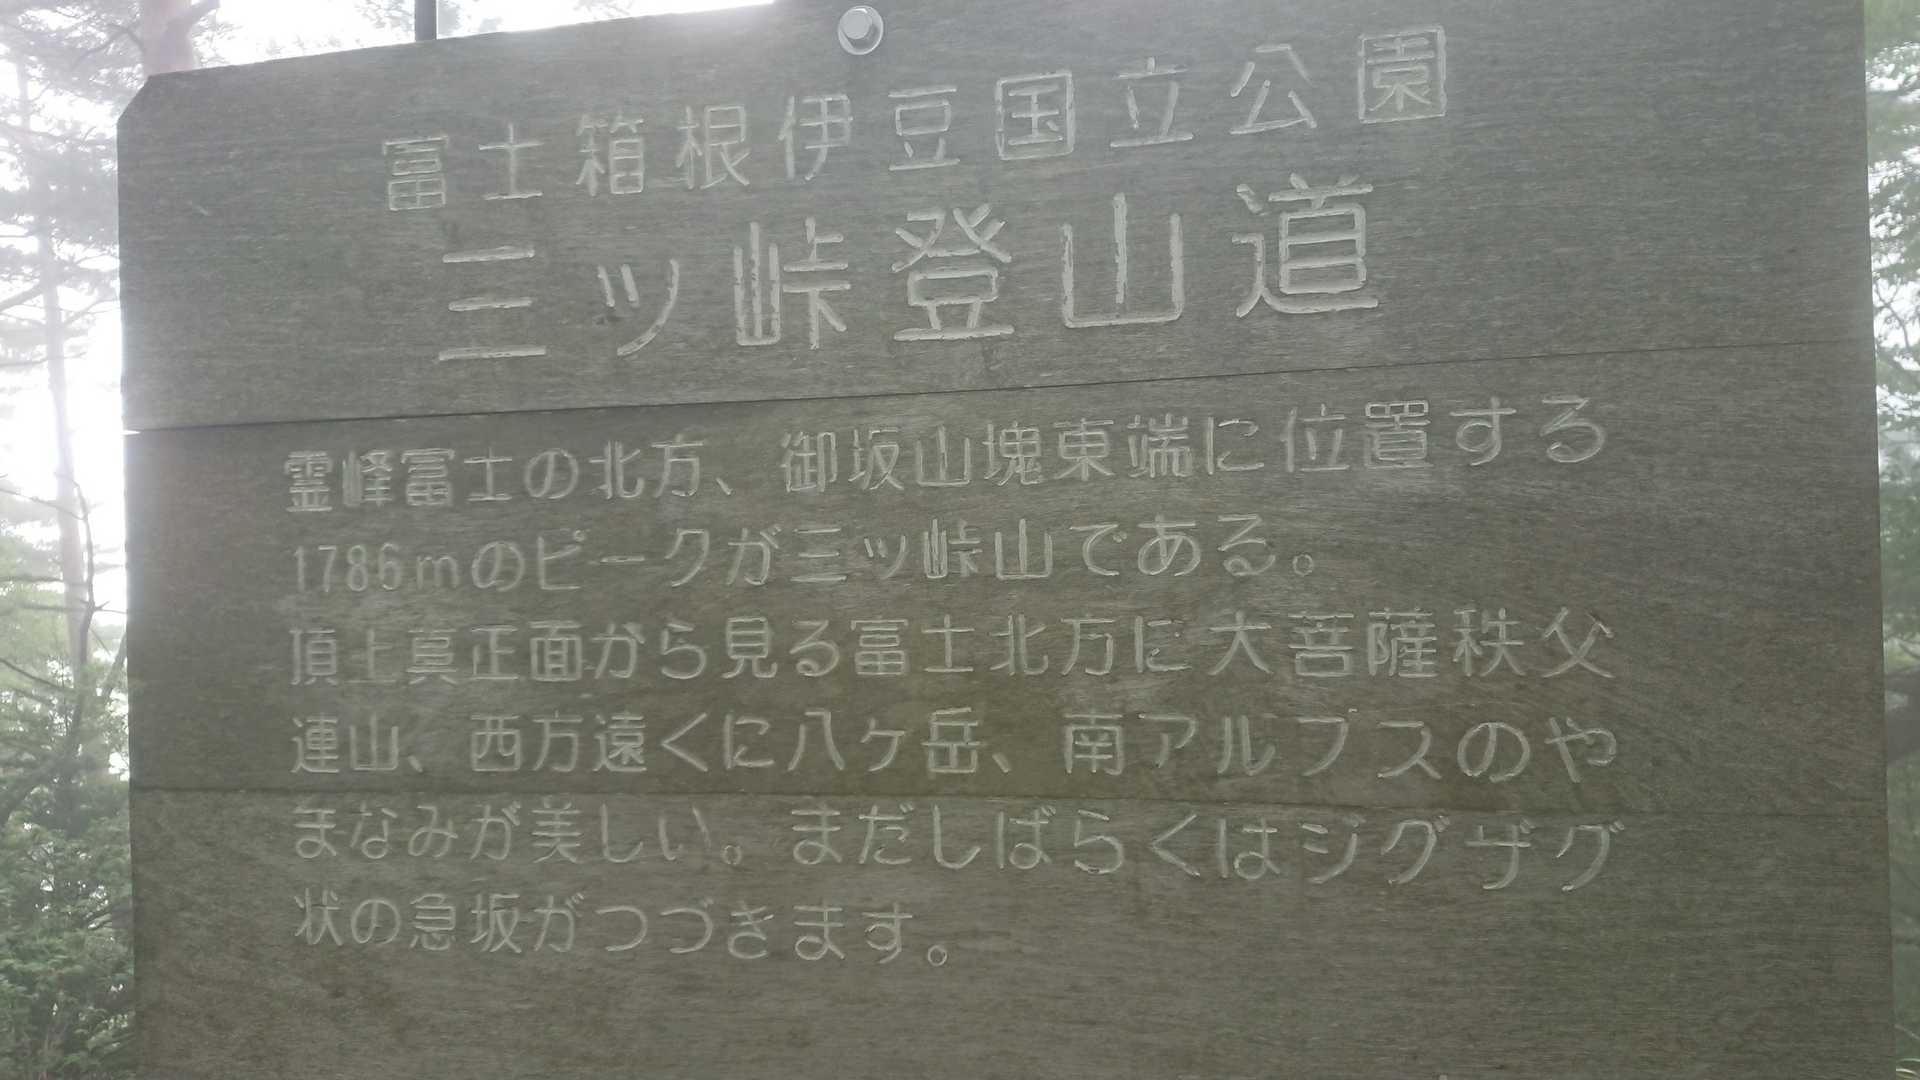 富士箱根伊豆国立公園
三ツ峠登山道
霊峰富士の北方、御坂山塊東端に位置する
1786mのピークが三ツ峠山である。
頂上真正面から見る富士北方に大菩薩秩父
連山、西方遠くに八ヶ岳、南アルプスのや
まなみが美しい。まだしばらくはジグザグ
状の急坂がつづきます。